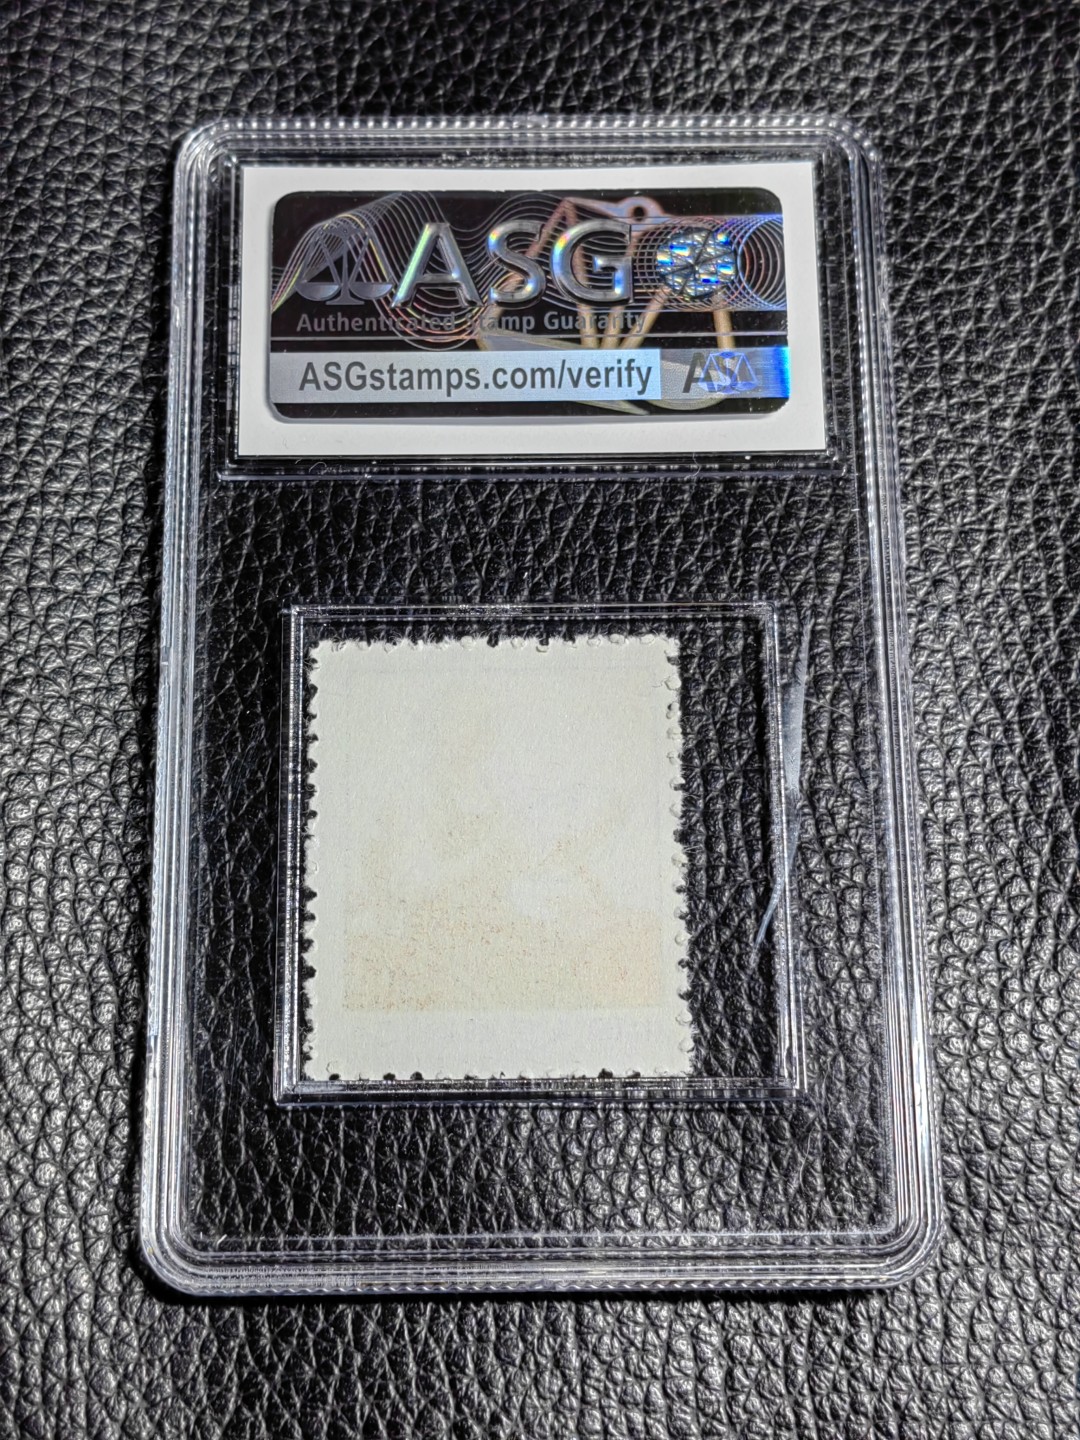 ASG
Authenticated Stamp Guaranty
ASGstamps.com/verify